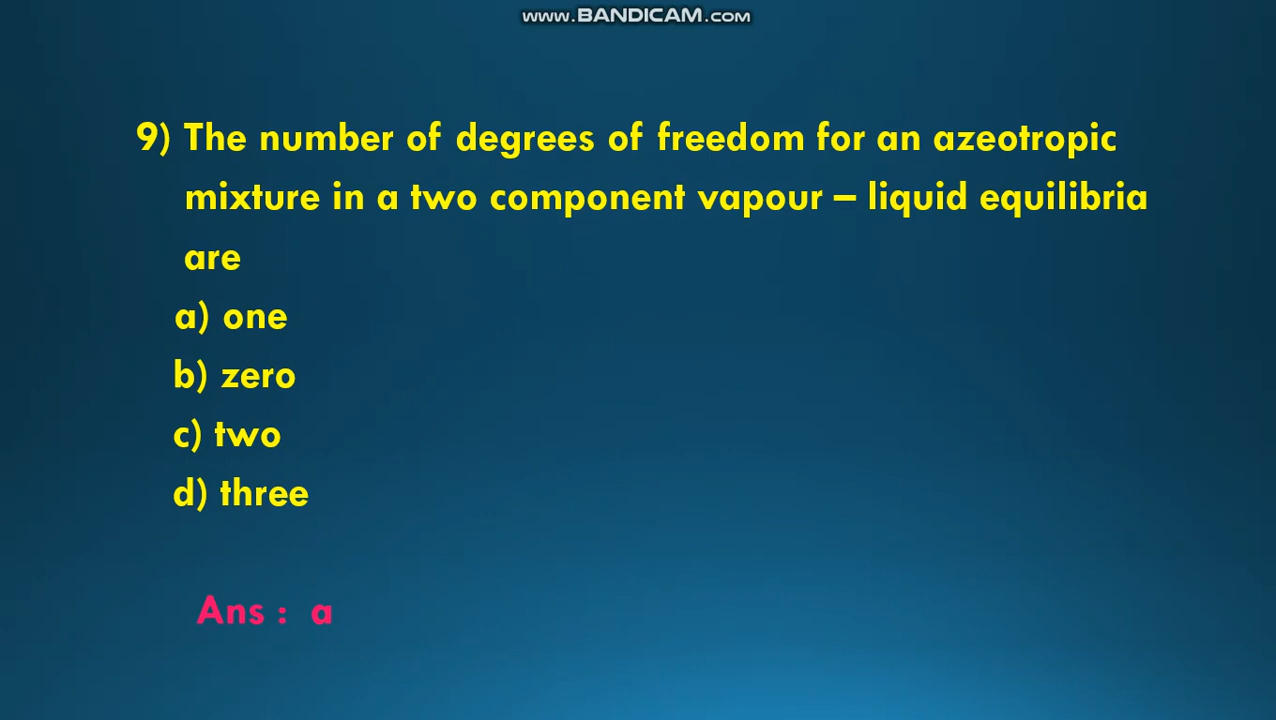 www.BANDICAM.com
9) The number of degrees of freedom for an azeotropic
mixture in a two component vapour – liquid equilibria
are
a) one
b) zero
c) two
d) three
Ans : a